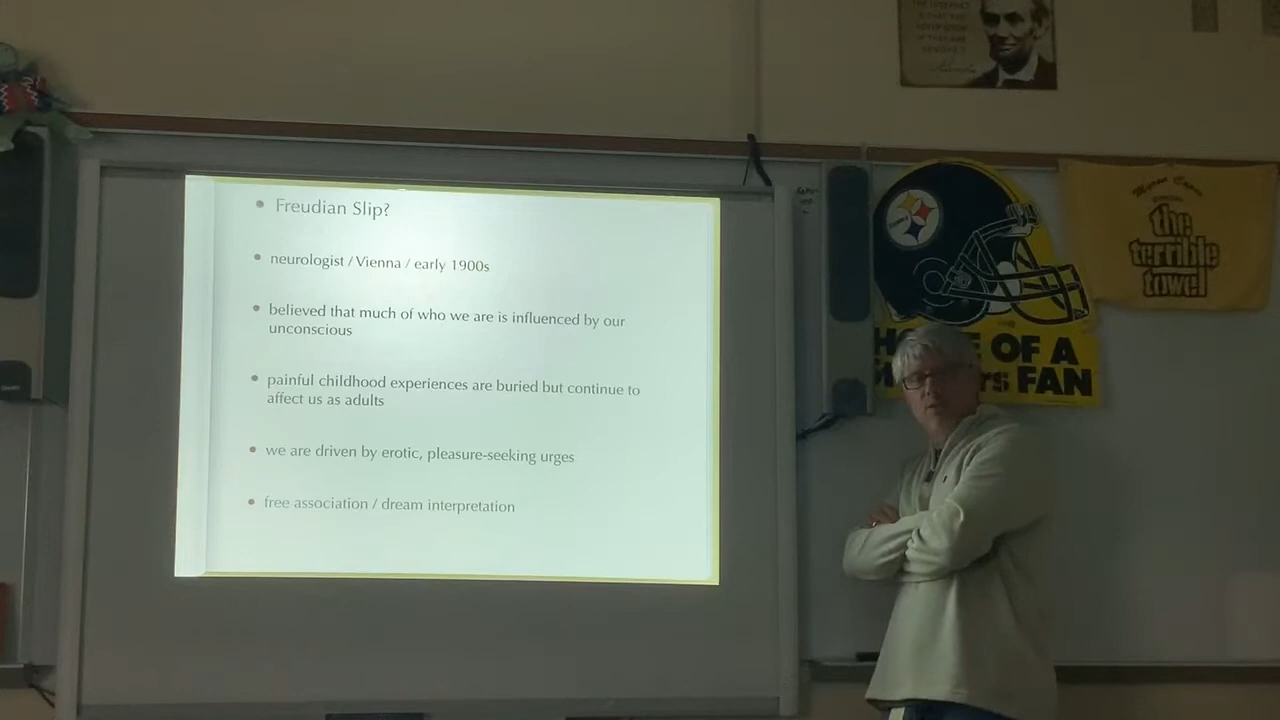 Freudian Slip?
neurologist / Vienna / early 1900s
believed that much of who we are is influenced by our
unconscious
painful childhood experiences are buried but continue to
affect us as adults
we are driven by erotic, pleasure-seeking urges
free association / dream interpretation
OF A
FAN
the
terrible
towel